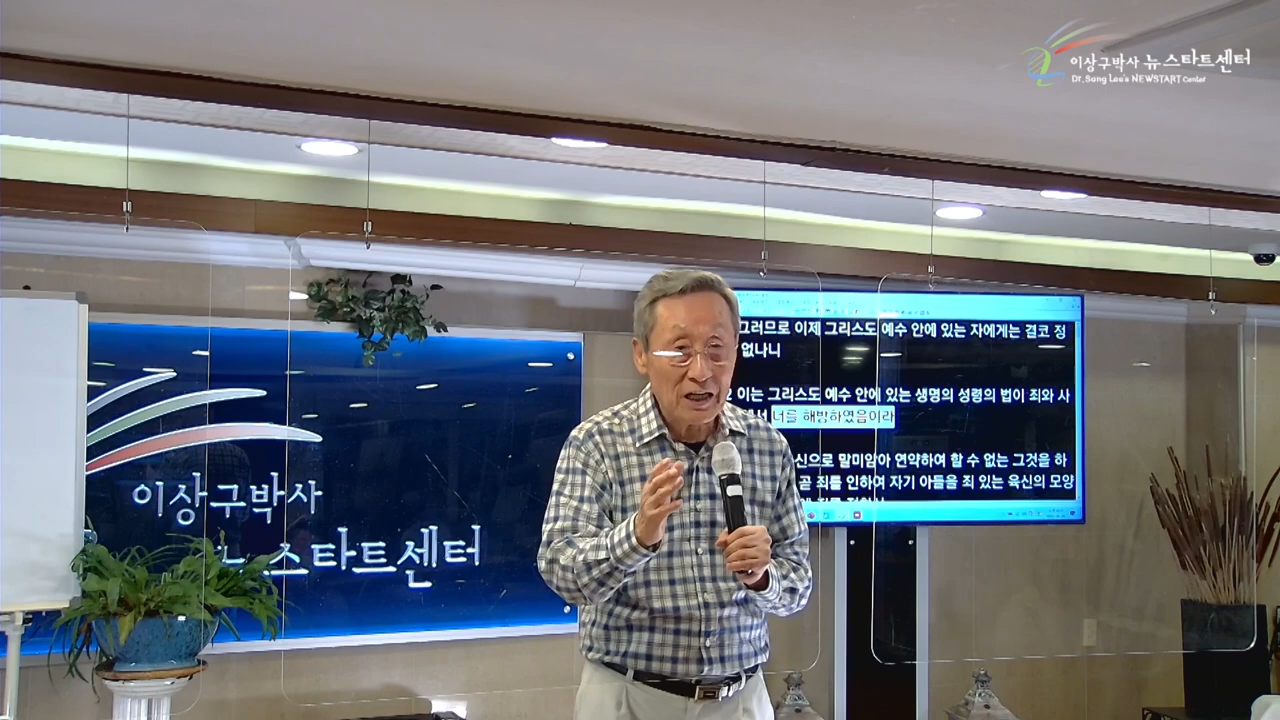 이상구박사 뉴스타트센터
Dr. Sang Lee's NEWSTART Center
그러므로 이제 그리스도 예수 안에 있는 자에게는 결코 정
없나니
2 이는 그리스도 예수 안에 있는 생명의 성령의 법이 죄와 사
너를 해방하였음이라
신으로 말미암아 연약하여 할 수 없는 그것을 하
곧 죄를 인하여 자기 아들을 죄 있는 육신의 모양
이상구박사
뉴스타트센터